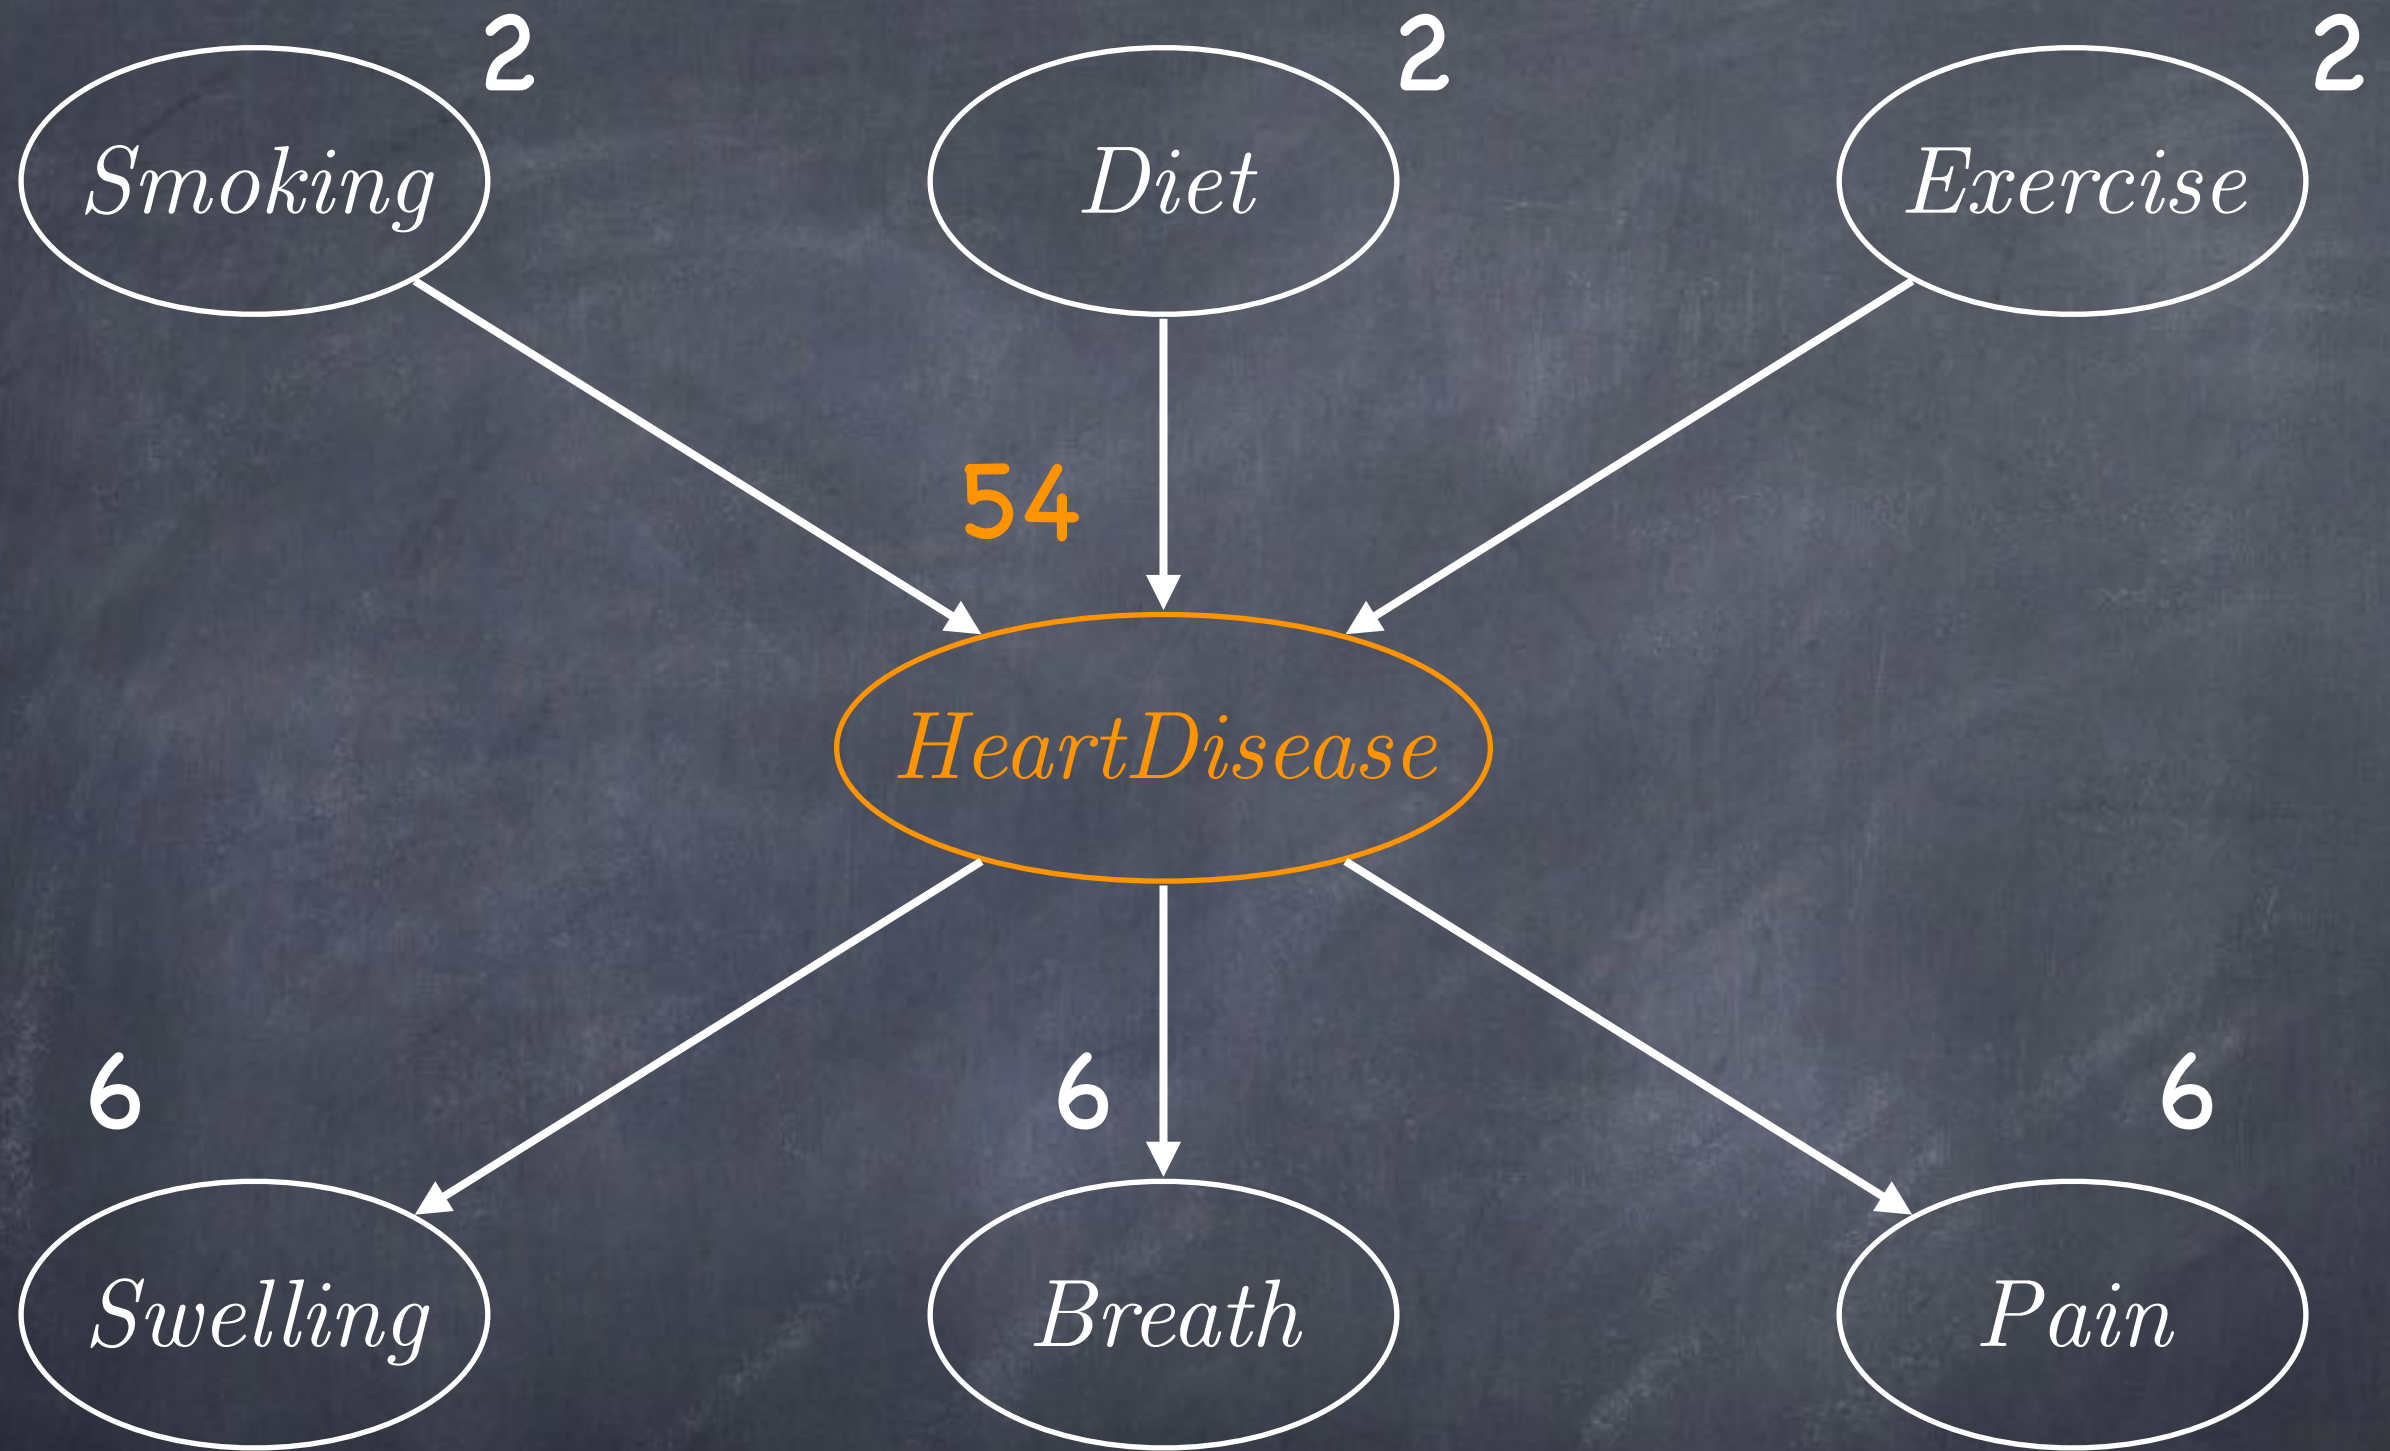 2 2 2
Smoking Diet Exercise
54
HeartDisease
6 6 6
Swelling Breath Pain